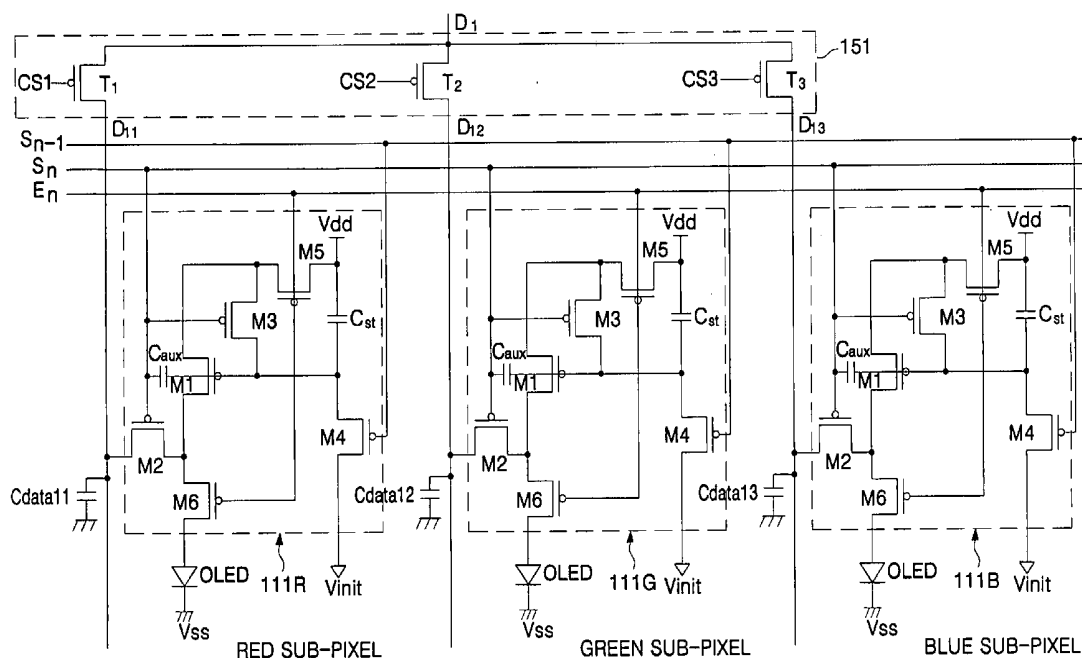 D1
151
CS1 T1 CS2 T2 CS3 T3
D11 D12 D13
Sn-1
Sn
En
Vdd Vdd Vdd
M5 M5 M5
M3 Cst M3 Cst M3 Cst
Caux Caux Caux
M1 M1 M1
M4 M4 M4
M2 M2 M2
Cdata11 M6 Cdata12 M6 Cdata13 M6
OLED 111R Vinit OLED 111G Vinit OLED 111B Vinit
Vss Vss Vss
RED SUB-PIXEL GREEN SUB-PIXEL BLUE SUB-PIXEL